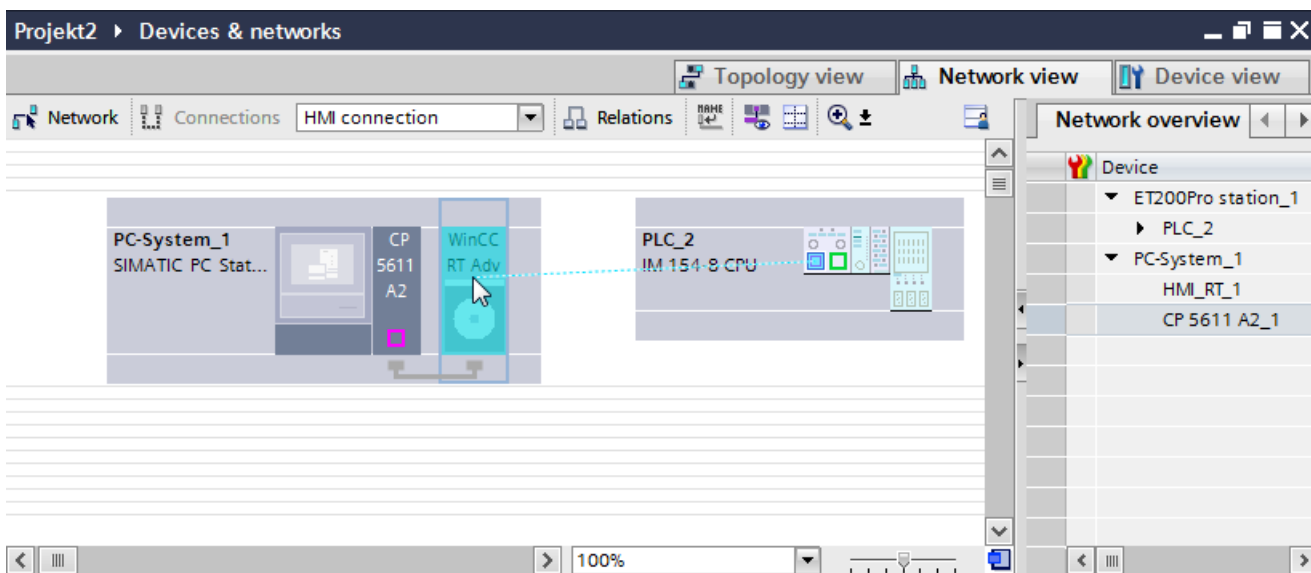 Projekt2 ▸ Devices & networks
Topology view Network view Device view
Network Connections HMI connection Relations Network overview
NAME
Device
ET200Pro station_1
PLC_2
PC-System_1
HMI_RT_1
CP 5611 A2_1
PC-System_1
SIMATIC PC Stat...
CP
5611
A2
WinCC
RT Adv
PLC_2
IM 154-8 CPU
100%